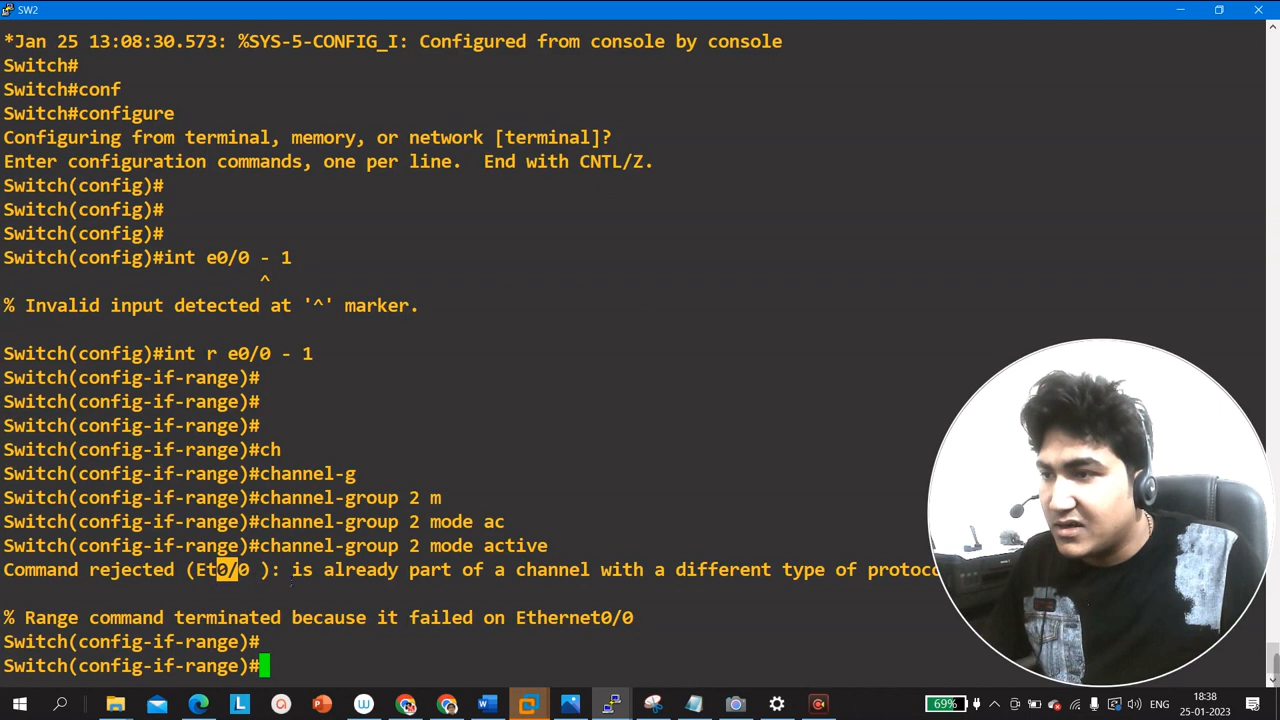 SW2
*Jan 25 13:08:30.573: %SYS-5-CONFIG_I: Configured from console by console
Switch#
Switch#conf
Switch#configure
Configuring from terminal, memory, or network [terminal]?
Enter configuration commands, one per line.  End with CNTL/Z.
Switch(config)#
Switch(config)#
Switch(config)#
Switch(config)#int e0/0 - 1
^
% Invalid input detected at '^' marker.
Switch(config)#int r e0/0 - 1
Switch(config-if-range)#
Switch(config-if-range)#
Switch(config-if-range)#
Switch(config-if-range)#ch
Switch(config-if-range)#channel-g
Switch(config-if-range)#channel-group 2 m
Switch(config-if-range)#channel-group 2 mode ac
Switch(config-if-range)#channel-group 2 mode active
Command rejected (Et0/0 ): is already part of a channel with a different type of protoco
% Range command terminated because it failed on Ethernet0/0
Switch(config-if-range)#
Switch(config-if-range)#
69%
ENG
18:38
25-01-2023